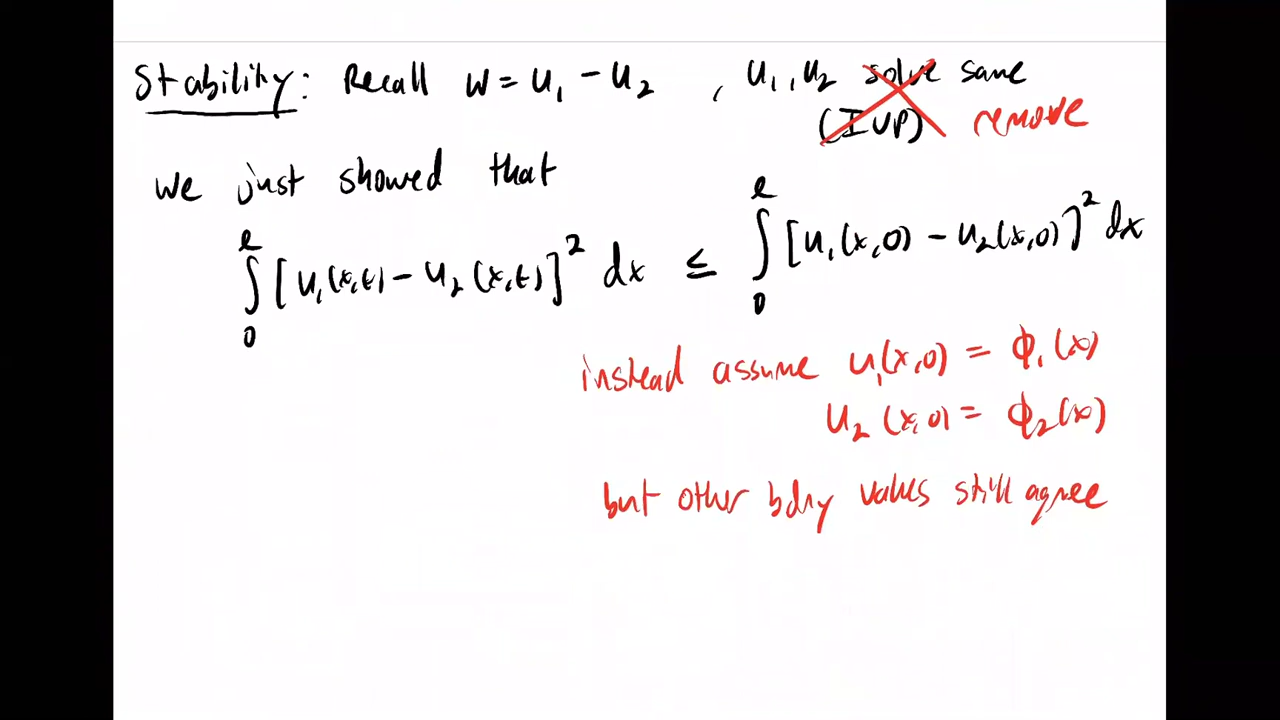 Stability: Recall w = u₁ - u₂ , u₁, u₂ solve same
(IVP) remove
we just showed that
∫₀ˡ [u₁(x,t) - u₂(x,t)]² dx ≤ ∫₀ˡ [u₁(x,0) - u₂(x,0)]² dx
instead assume u₁(x,0) = ϕ₁(x)
u₂(x,0) = ϕ₂(x)
but other bdry values still agree